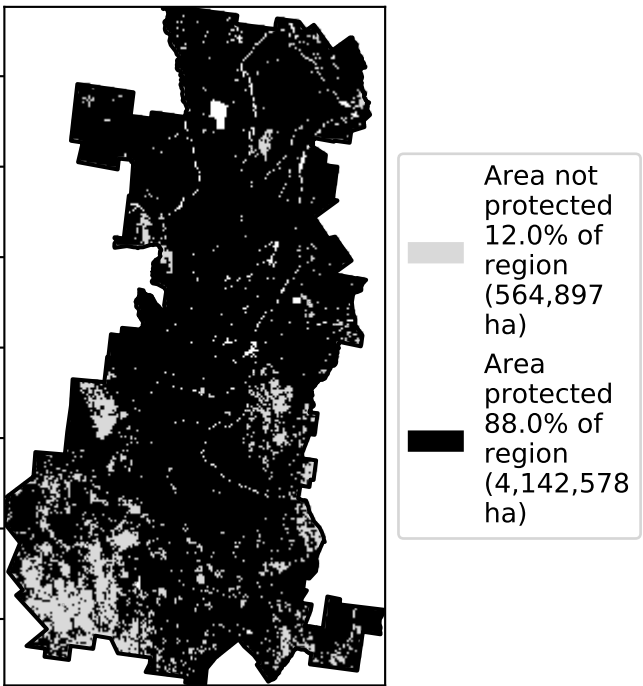 Area not
protected
12.0% of
region
(564,897
ha)
Area
protected
88.0% of
region
(4,142,578
ha)